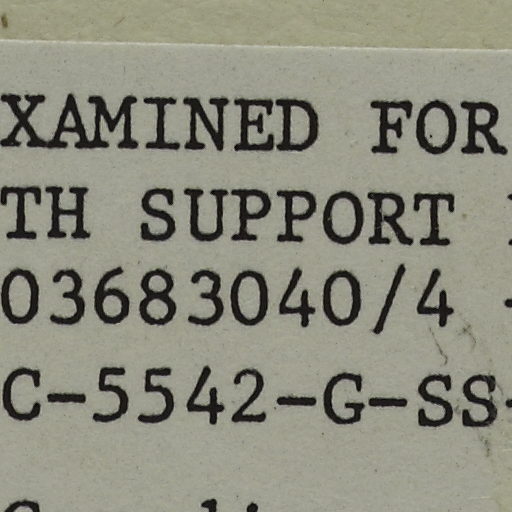 XAMINED FOR
TH SUPPORT
03683040/4 -
C-5542-G-SS-